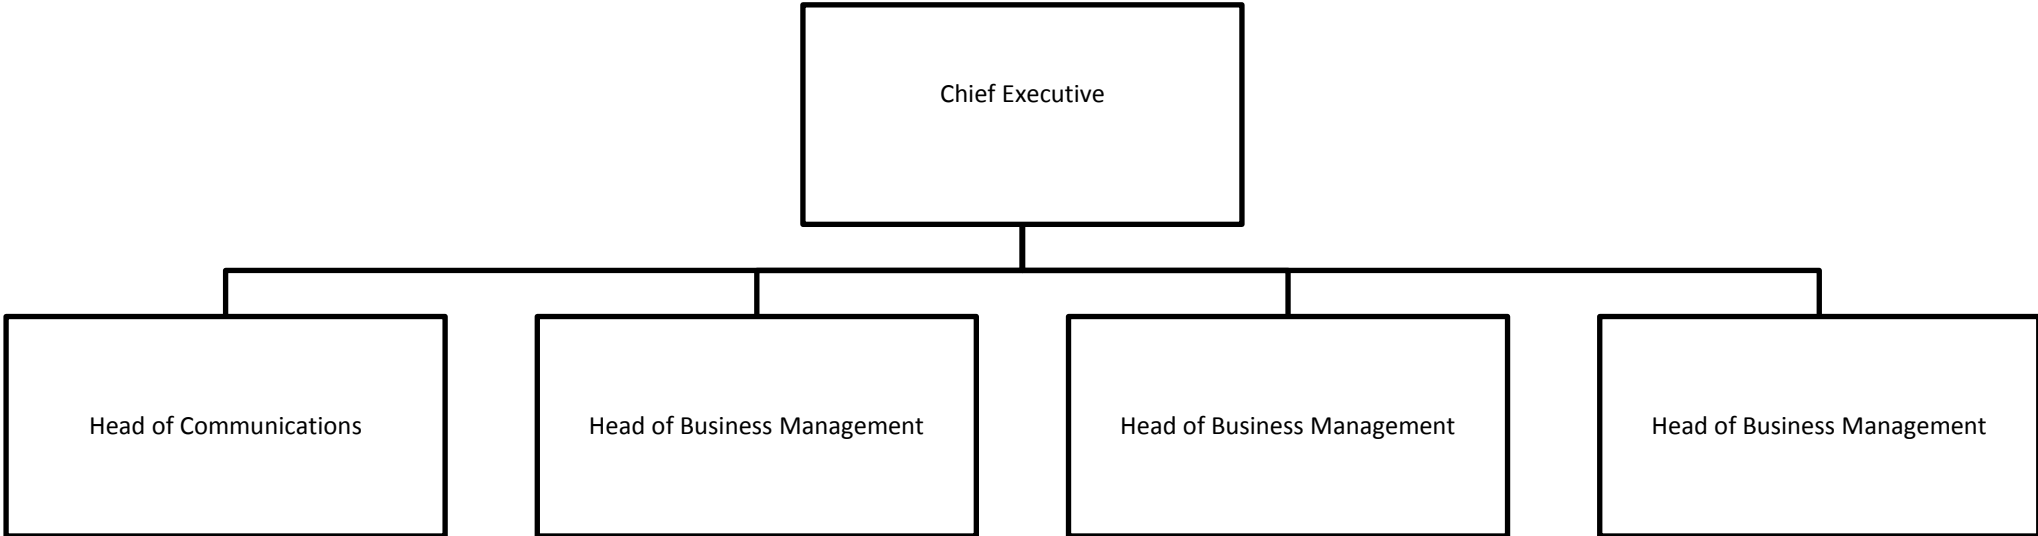 Chief Executive
Head of Communications
Head of Business Management
Head of Business Management
Head of Business Management